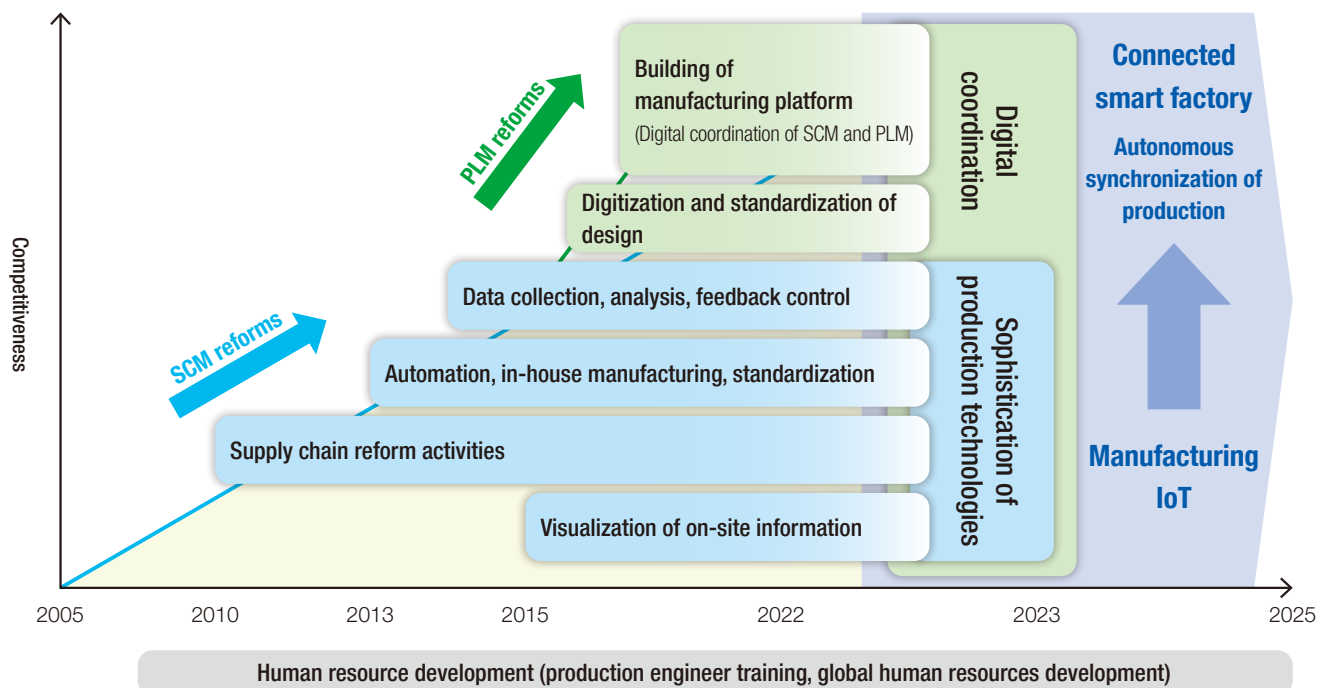 Competitiveness
SCM reforms
PLM reforms
Building of
manufacturing platform
(Digital coordination of SCM and PLM)
Digitization and standardization of
design
Data collection, analysis, feedback control
Automation, in-house manufacturing, standardization
Supply chain reform activities
Visualization of on-site information
Digital
coordination
Sophistication of
production technologies
Connected
smart factory
Autonomous
synchronization of
production
Manufacturing
IoT
2005
2010
2013
2015
2022
2023
2025
Human resource development (production engineer training, global human resources development)